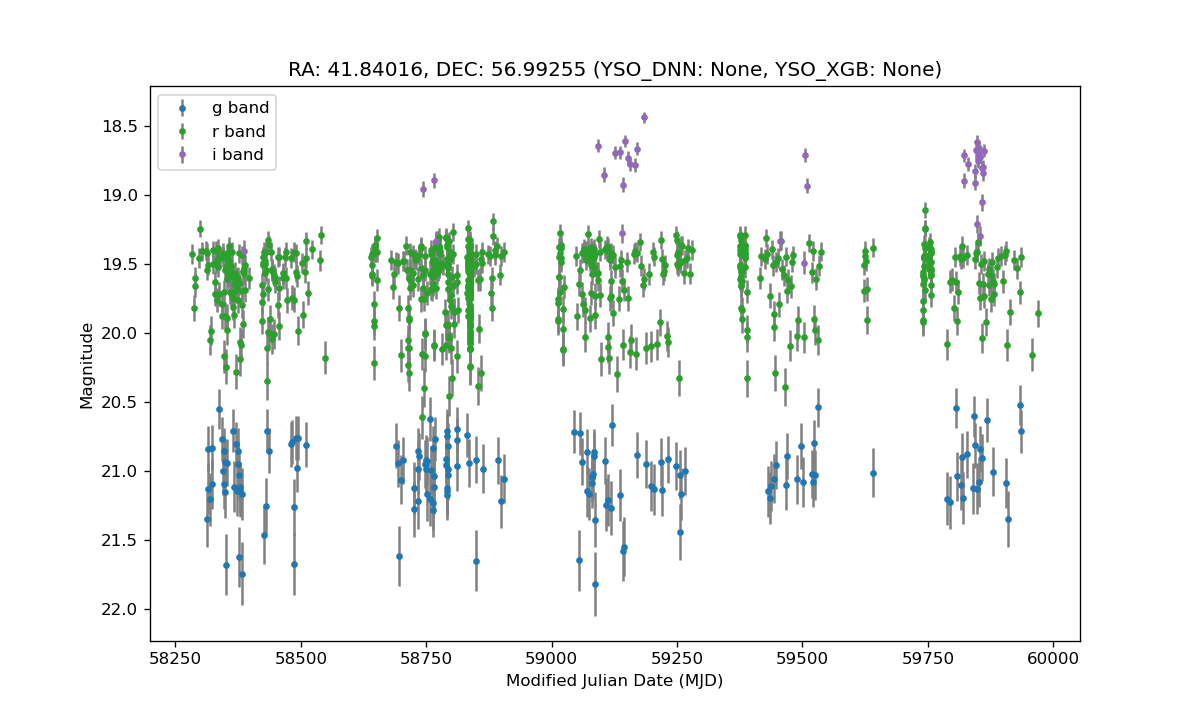 RA: 41.84016, DEC: 56.99255 (YSO_DNN: None, YSO_XGB: None)
g band
r band
i band
18.5
19.0
19.5
20.0
20.5
21.0
21.5
22.0
Magnitude
58250 58500 58750 59000 59250 59500 59750 60000
Modified Julian Date (MJD)